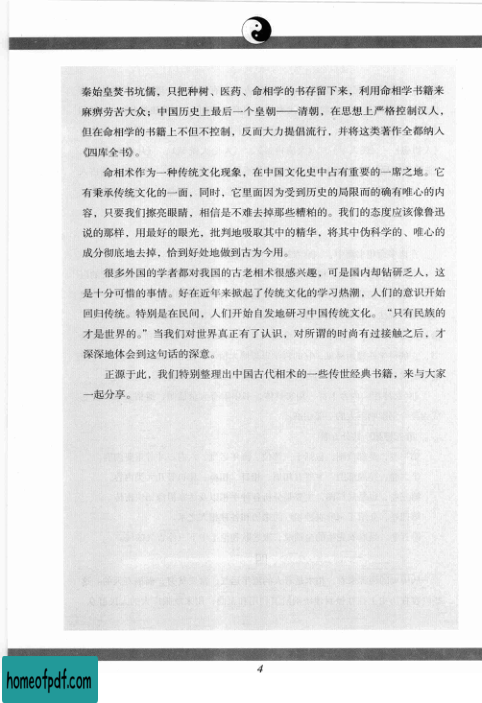 秦始皇焚书坑儒，只把种树、医药、命相学的书存留下来，利用命相学书籍来
麻痹劳苦大众；中国历史上最后一个皇朝——清朝，在思想上严格控制汉人，
但在命相学的书籍上不但不控制，反而大力提倡流行，并将这类著作全都纳入
《四库全书》。
命相术作为一种传统文化现象，在中国文化史中占有重要的一席之地。它
有秉承传统文化的一面，同时，它里面因为受到历史的局限而的确有唯心的内
容，只要我们擦亮眼睛，相信是不难去掉那些糟粕的。我们的态度应该像鲁迅
说的那样，用最好的眼光，批判地吸取其中的精华，将其中伪科学的、唯心的
成分彻底地去掉，恰到好处地做到古为今用。
很多外国的学者都对我国的古老相术很感兴趣，可是国内却钻研乏人，这
是十分可惜的事情。好在近年来掀起了传统文化的学习热潮，人们的意识开始
回归传统。特别是在民间，人们开始自发地研习中国传统文化。“只有民族的
才是世界的。”当我们对世界真正有了认识，对所谓的时尚有过接触之后，才
深深地体会到这句话的深意。
正源于此，我们特别整理出中国古代相术的一些传世经典书籍，来与大家
一起分享。
4
homeofpdf.com